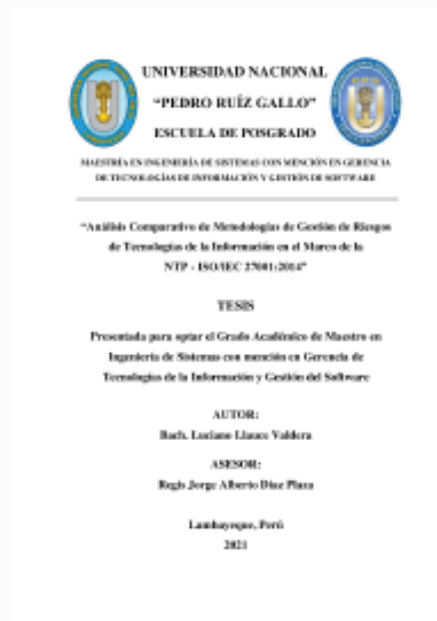 UNIVERSIDAD NACIONAL
“PEDRO RUÍZ GALLO”
ESCUELA DE POSGRADO
MAESTRÍA EN INGENIERÍA DE SISTEMAS CON MENCIÓN EN GERENCIA
DE TECNOLOGÍAS DE INFORMACIÓN Y GESTIÓN DE SOFTWARE
“Análisis Comparativo de Metodologías de Gestión de Riesgos
de Tecnologías de la Información en el Marco de la
NTP - ISO/IEC 27001:2014”
TESIS
Presentada para optar el Grado Académico de Maestro en
Ingeniería de Sistemas con mención en Gerencia de
Tecnologías de la Información y Gestión del Software
AUTOR:
Bach. Luciano Llauce Valdera
ASESOR:
Regis Jorge Alberto Díaz Plaza
Lambayeque, Perú
2021